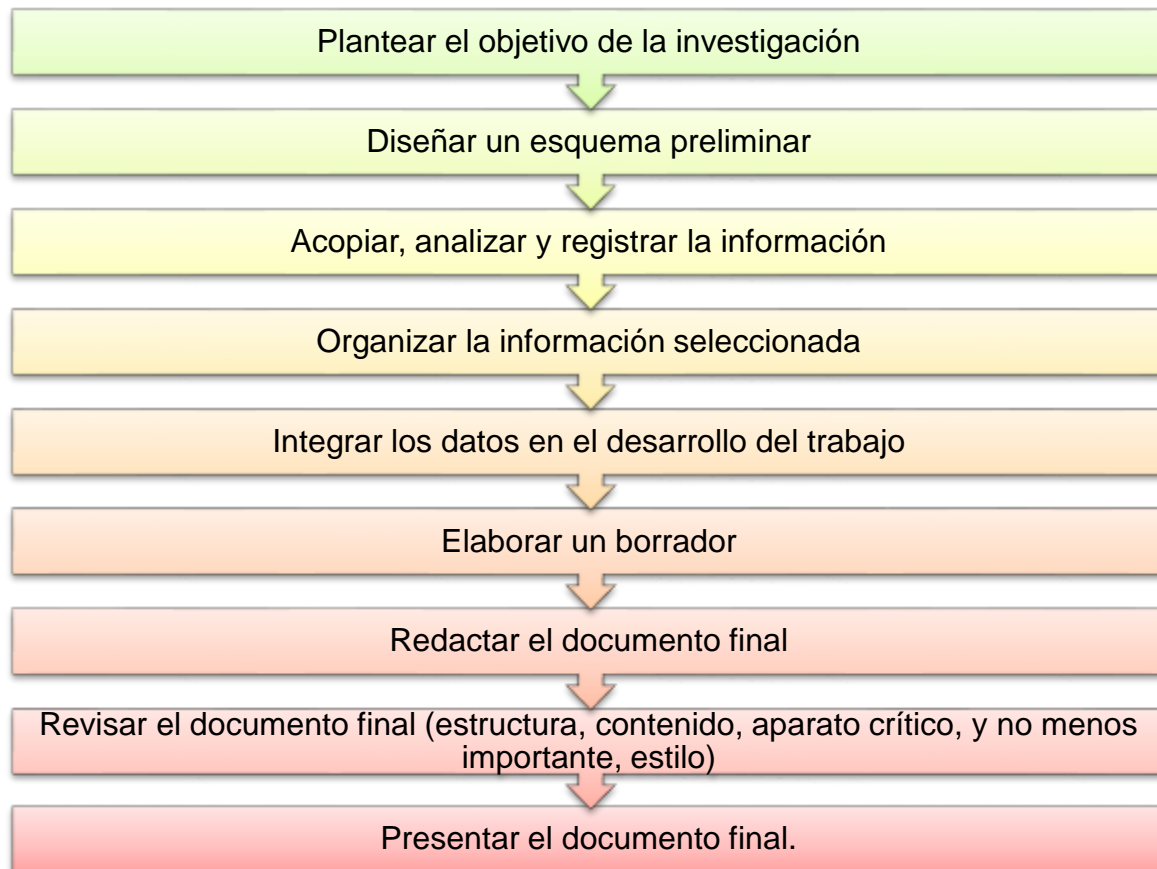 Plantear el objetivo de la investigación
Diseñar un esquema preliminar
Acopiar, analizar y registrar la información
Organizar la información seleccionada
Integrar los datos en el desarrollo del trabajo
Elaborar un borrador
Redactar el documento final
Revisar el documento final (estructura, contenido, aparato crítico, y no menos
importante, estilo)
Presentar el documento final.